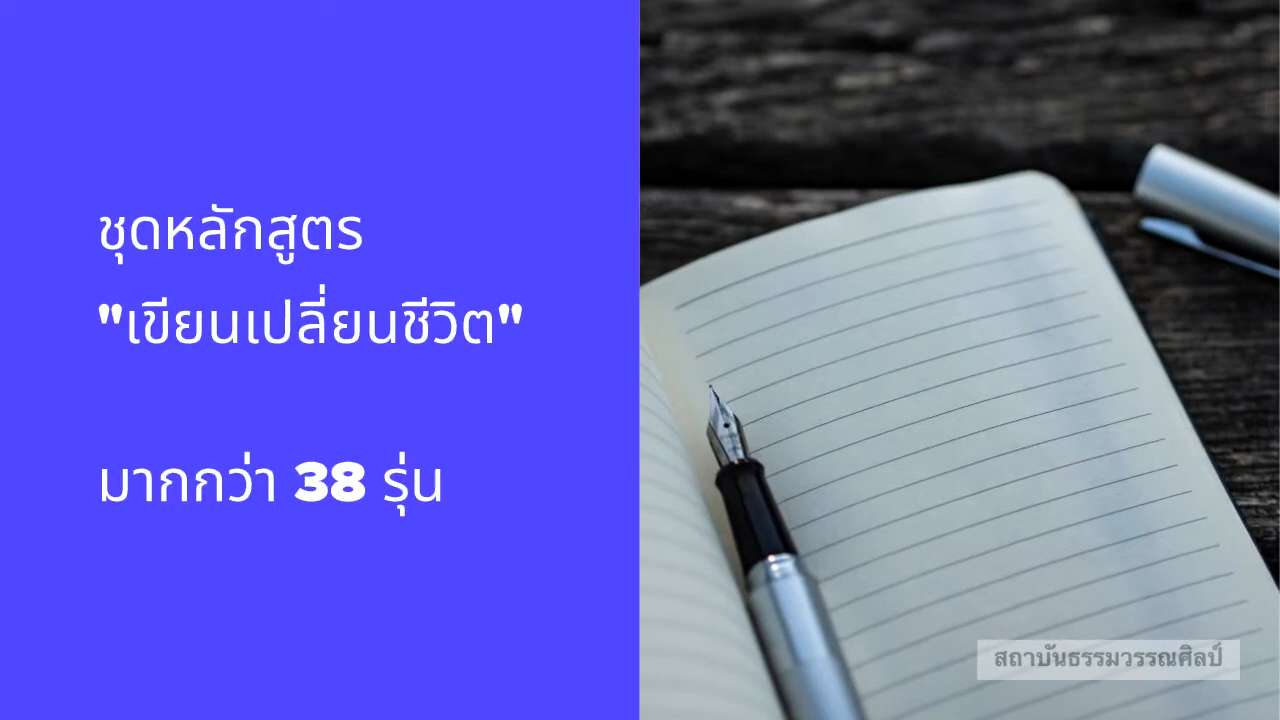 ชุดหลักสูตร
"เขียนเปลี่ยนชีวิต"
มากกว่า 38 รุ่น
สถาบันธรรมวรรณศิลป์